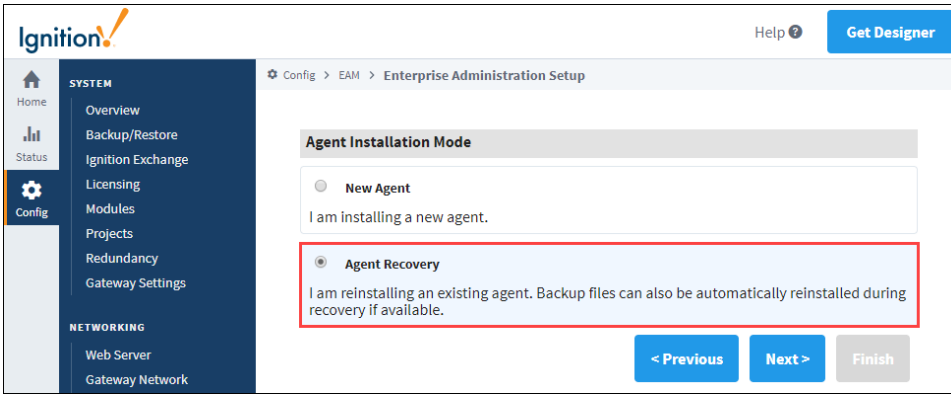 Ignition!
Help ?
Get Designer
Home
Status
Config
SYSTEM
Overview
Backup/Restore
Ignition Exchange
Licensing
Modules
Projects
Redundancy
Gateway Settings
NETWORKING
Web Server
Gateway Network
Config > EAM > Enterprise Administration Setup
Agent Installation Mode
New Agent
I am installing a new agent.
Agent Recovery
I am reinstalling an existing agent. Backup files can also be automatically reinstalled during
recovery if available.
< Previous
Next >
Finish